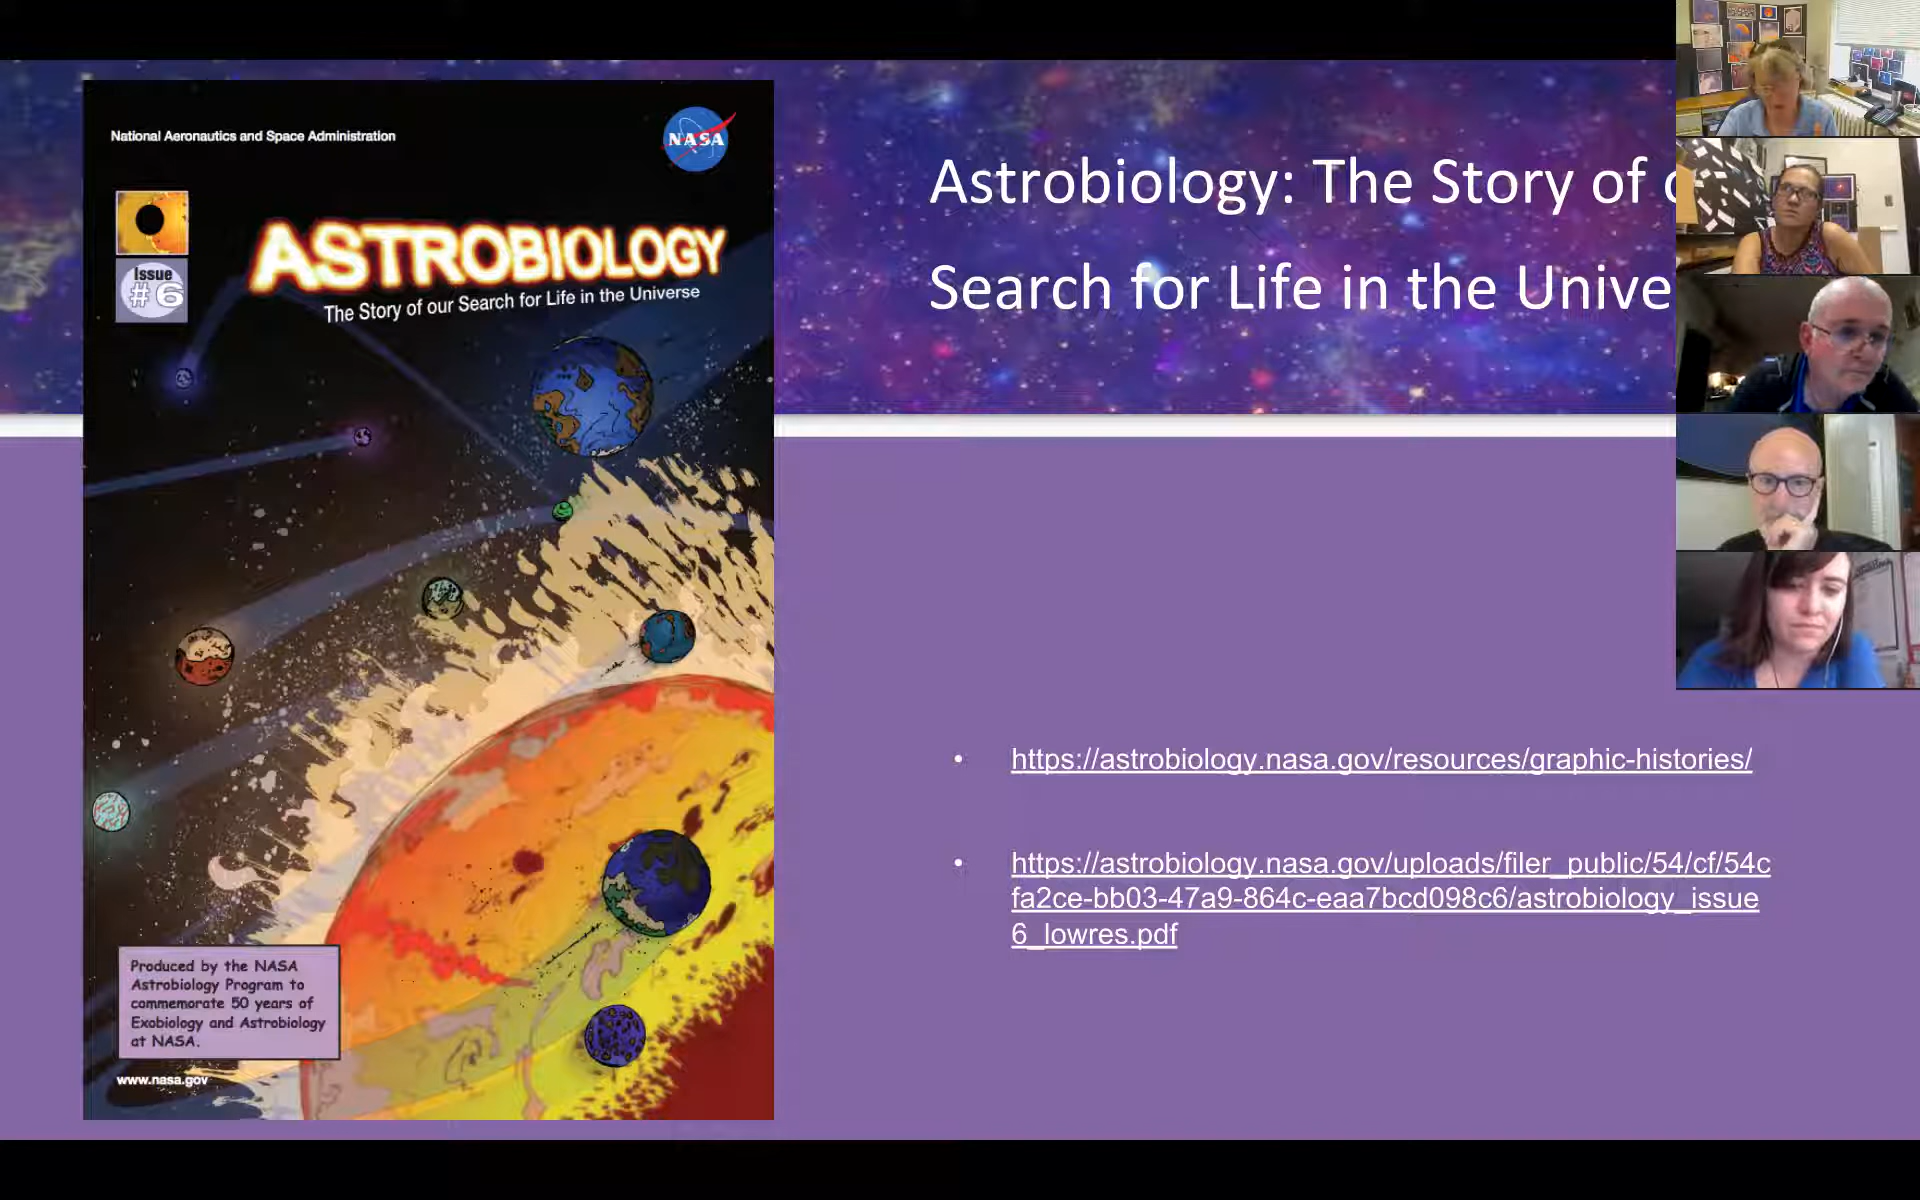 National Aeronautics and Space Administration
NASA
Issue
#6
ASTROBIOLOGY
The Story of our Search for Life in the Universe
Produced by the NASA
Astrobiology Program to
commemorate 50 years of
Exobiology and Astrobiology
at NASA.
www.nasa.gov
Astrobiology: The Story of
Search for Life in the Unive
• https://astrobiology.nasa.gov/resources/graphic-histories/
• https://astrobiology.nasa.gov/uploads/filer_public/54/cf/54c
fa2ce-bb03-47a9-864c-eaa7bcd098c6/astrobiology_issue
6_lowres.pdf